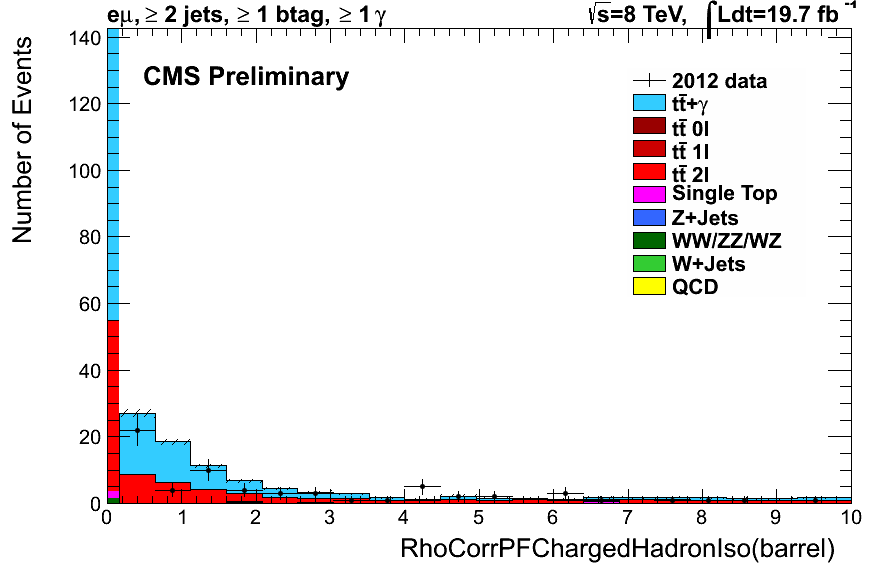 eμ, ≥ 2 jets, ≥ 1 btag, ≥ 1 γ
√s=8 TeV, ∫Ldt=19.7 fb⁻¹
CMS Preliminary
2012 data
tt̄+γ
tt̄ 0l
tt̄ 1l
tt̄ 2l
Single Top
Z+Jets
WW/ZZ/WZ
W+Jets
QCD
Number of Events
140
120
100
80
60
40
20
0
0 1 2 3 4 5 6 7 8 9 10
RhoCorrPFChargedHadronIso(barrel)